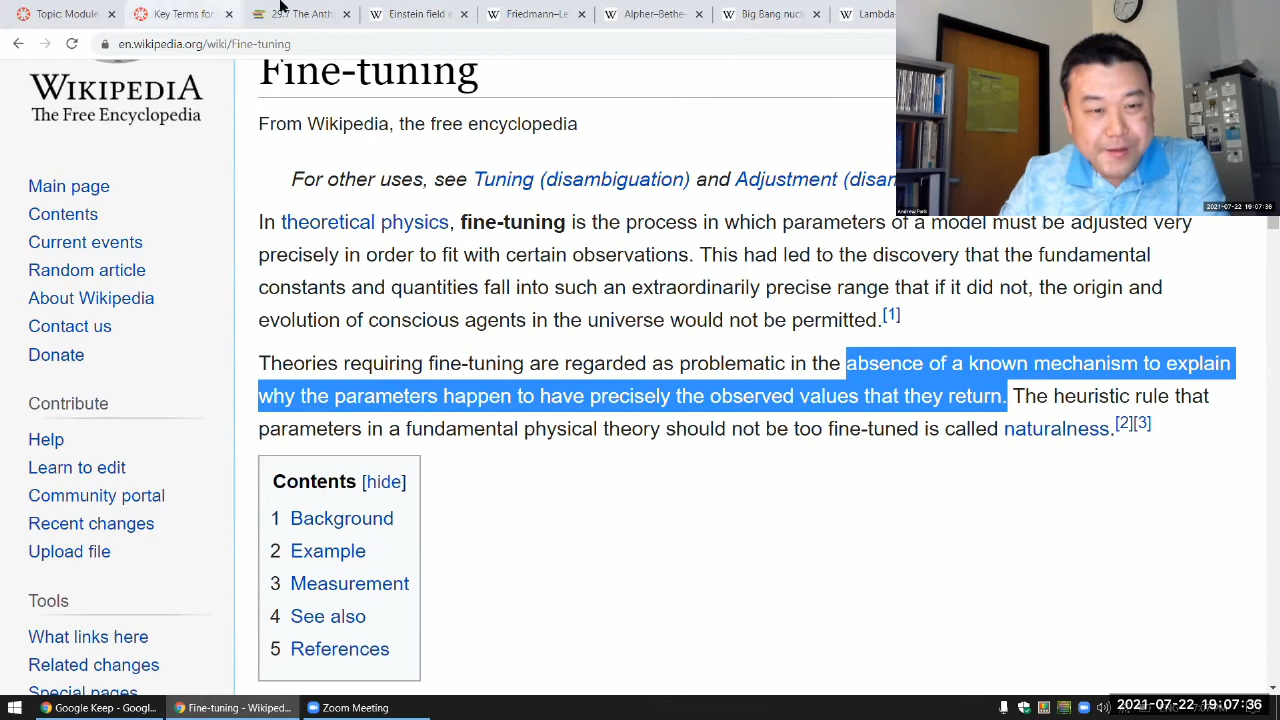 Topic: Module
Key Terms for
29.7 The Anth
Einstein field e
Friedmann–Le
Alpher–Bethe–
Big Bang nucl
Lambda-
en.wikipedia.org/wiki/Fine-tuning
WIKIPEDIA
The Free Encyclopedia
Main page
Contents
Current events
Random article
About Wikipedia
Contact us
Donate
Contribute
Help
Learn to edit
Community portal
Recent changes
Upload file
Tools
What links here
Related changes
Special pages
Fine-tuning
From Wikipedia, the free encyclopedia
For other uses, see Tuning (disambiguation) and Adjustment (disan
In theoretical physics, fine-tuning is the process in which parameters of a model must be adjusted very
precisely in order to fit with certain observations. This had led to the discovery that the fundamental
constants and quantities fall into such an extraordinarily precise range that if it did not, the origin and
evolution of conscious agents in the universe would not be permitted.[1]
Theories requiring fine-tuning are regarded as problematic in the absence of a known mechanism to explain
why the parameters happen to have precisely the observed values that they return. The heuristic rule that
parameters in a fundamental physical theory should not be too fine-tuned is called naturalness.[2][3]
Contents [hide]
1 Background
2 Example
3 Measurement
4 See also
5 References
Andrew Park
2021-07-22 19:07:36
Google Keep - Googl...
Fine-tuning - Wikiped...
Zoom Meeting
2021-07-22 19:07:36